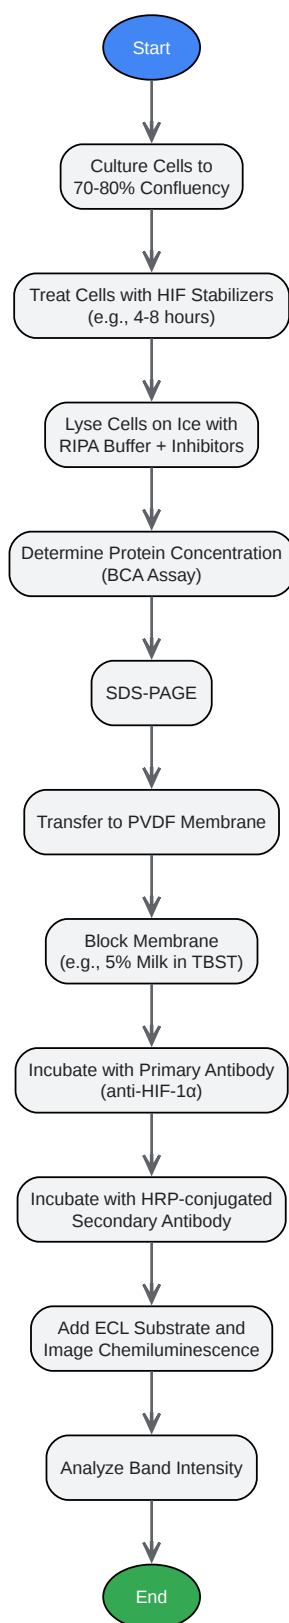 Start
Culture Cells to
70-80% Confluency
Treat Cells with HIF Stabilizers
(e.g., 4-8 hours)
Lyse Cells on Ice with
RIPA Buffer + Inhibitors
Determine Protein Concentration
(BCA Assay)
SDS-PAGE
Transfer to PVDF Membrane
Block Membrane
(e.g., 5% Milk in TBST)
Incubate with Primary Antibody
(anti-HIF-1α)
Incubate with HRP-conjugated
Secondary Antibody
Add ECL Substrate and
Image Chemiluminescence
Analyze Band Intensity
End